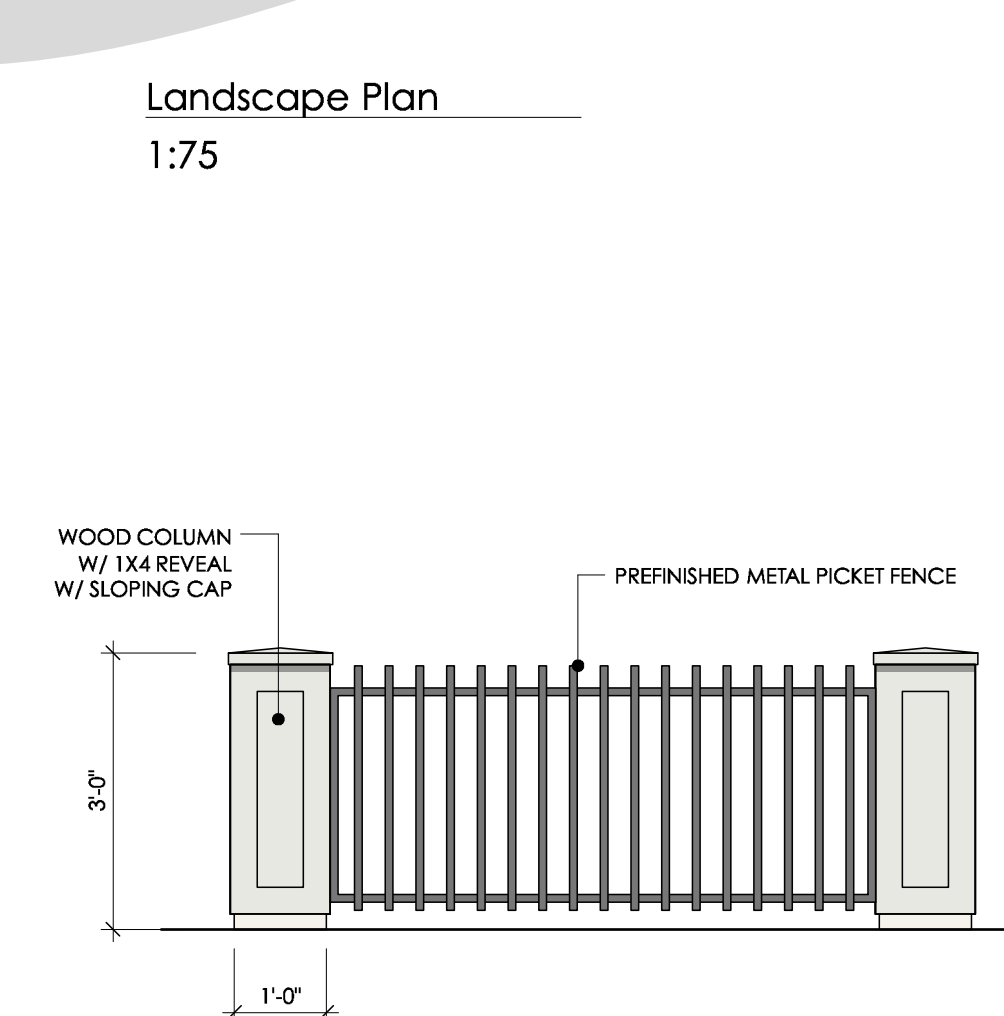 Landscape Plan
1:75
WOOD COLUMN
W/ 1X4 REVEAL
W/ SLOPING CAP
PREFINISHED METAL PICKET FENCE
3'-0"
1'-0"